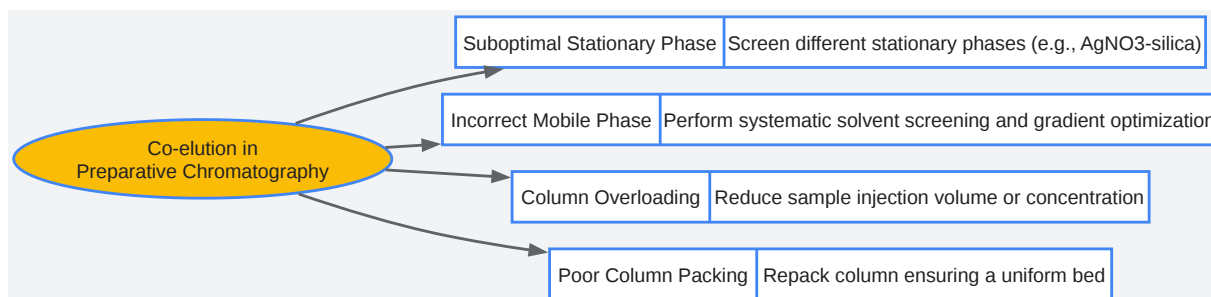 Suboptimal Stationary Phase Screen different stationary phases (e.g., AgNO3-silica)
Incorrect Mobile Phase Perform systematic solvent screening and gradient optimization
Co-elution in
Preparative Chromatography
Column Overloading Reduce sample injection volume or concentration
Poor Column Packing Repack column ensuring a uniform bed